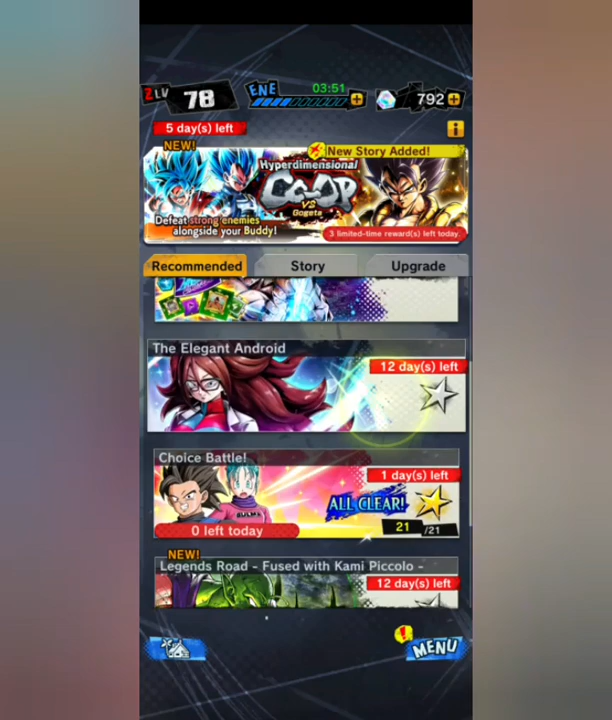 LV 78
ENE 03:51
792
5 day(s) left
NEW!
New Story Added!
Hyperdimensional
CO-OP
VS
Gogeta
Defeat strong enemies
alongside your Buddy!
3 limited-time reward(s) left today.
Recommended
Story
Upgrade
The Elegant Android
12 day(s) left
Choice Battle!
1 day(s) left
BULMA
ALL CLEAR!
0 left today
21 /21
NEW!
Legends Road - Fused with Kami Piccolo -
12 day(s) left
MENU